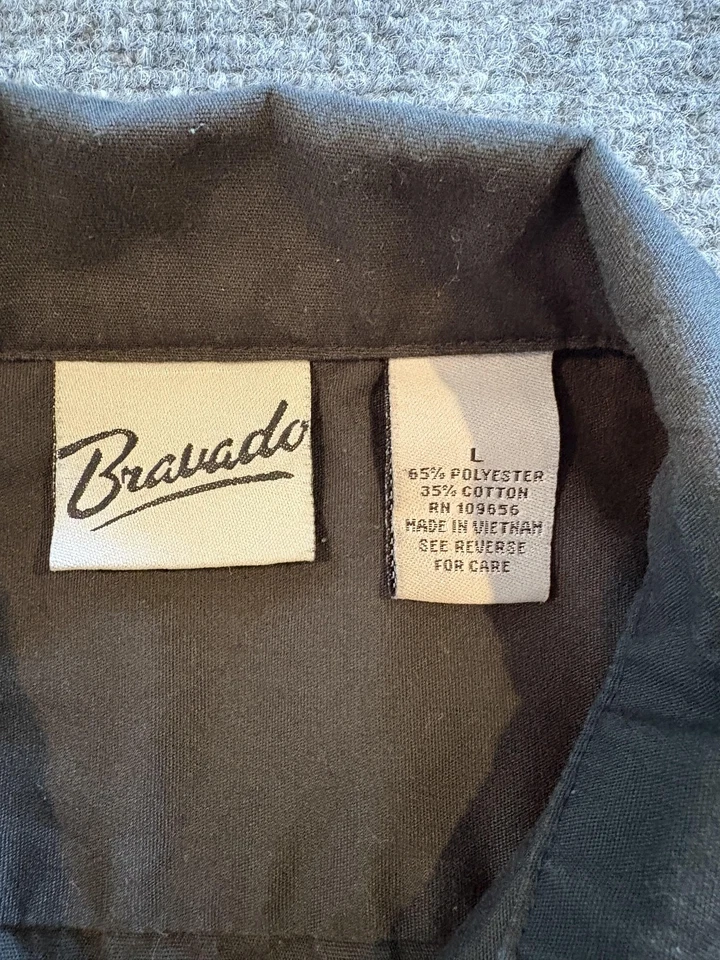 Bravado
L
65% POLYESTER
35% COTTON
RN 109656
MADE IN VIETNAM
SEE REVERSE
FOR CARE